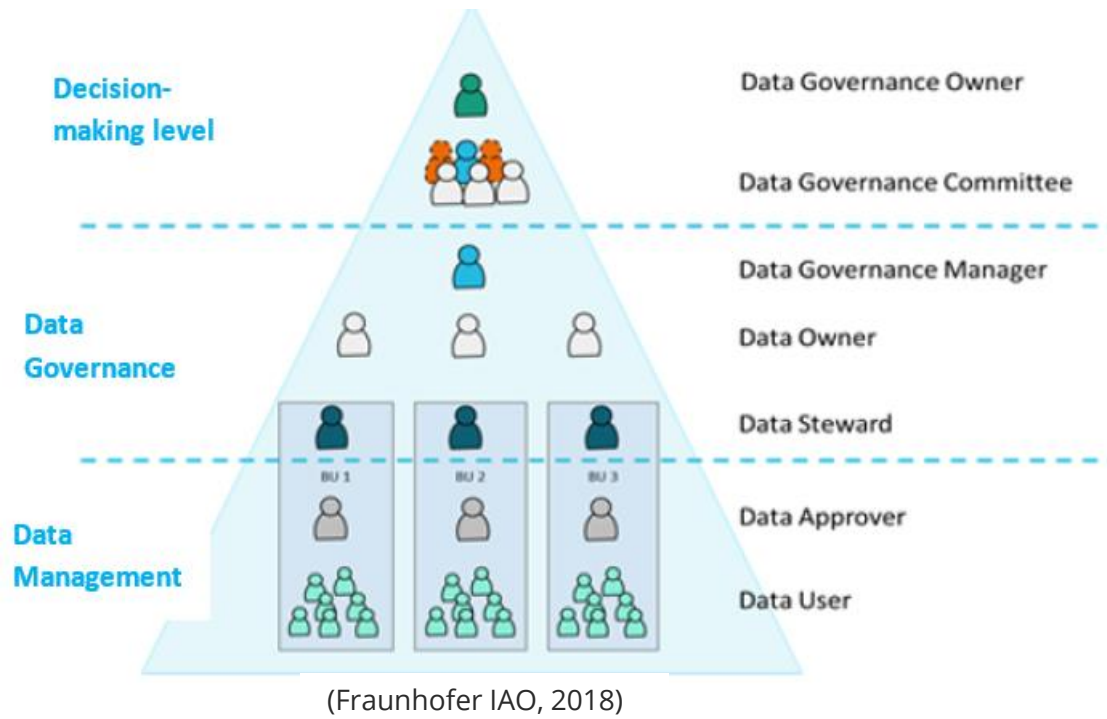 Decision-
making level
Data Governance Owner
Data Governance Committee
Data Governance Manager
Data
Governance
Data Owner
Data Steward
BU 1
BU 2
BU 3
Data
Management
Data Approver
Data User
(Fraunhofer IAO, 2018)